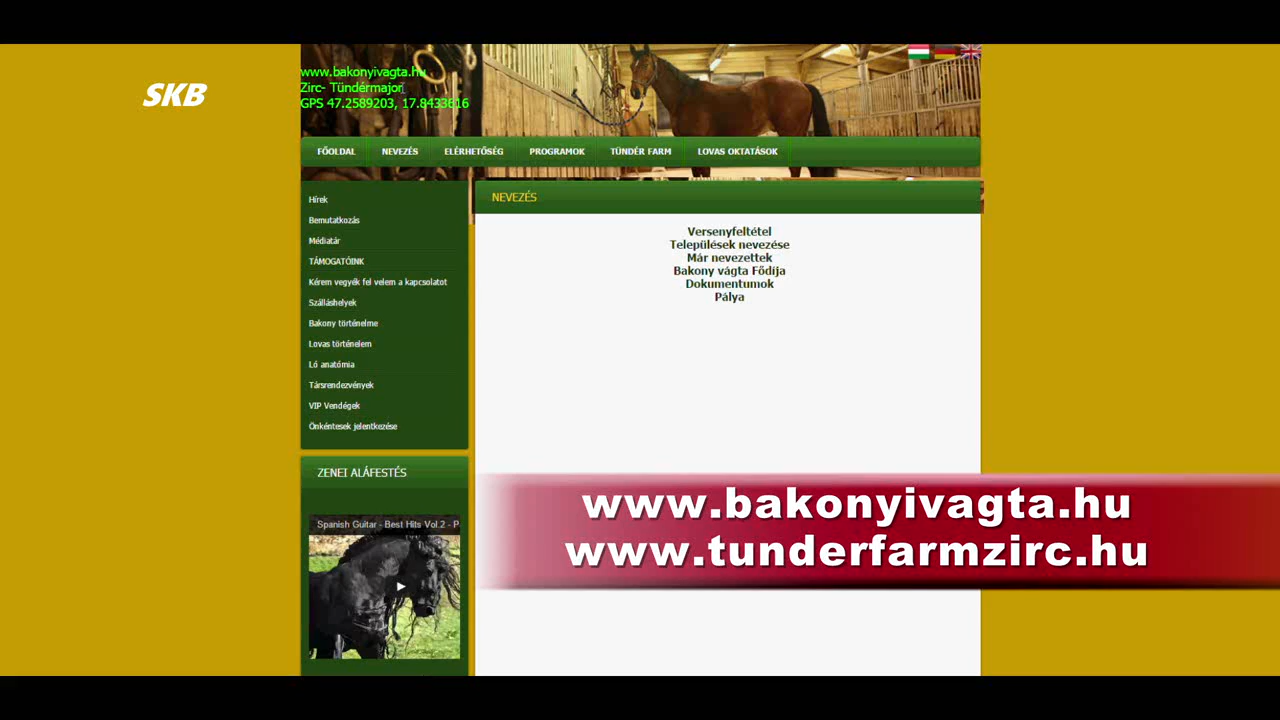 SKB
www.bakonyivagta.hu
Zirc- Tündérmajor
GPS 47.2589203, 17.8433616
FŐOLDAL NEVEZÉS ELÉRHETŐSÉG PROGRAMOK TÜNDÉR FARM LOVAS OKTATÁSOK
Hírek
Bemutatkozás
Médiatár
TÁMOGATÓINK
Kérem vegyék fel velem a kapcsolatot
Szálláshelyek
Bakony történelme
Lovas történelem
Ló anatómia
Társrendezvények
VIP Vendégek
Önkéntesek jelentkezése
NEVEZÉS
Versenyfeltétel
Települések nevezése
Már nevezettek
Bakony vágta Fődíja
Dokumentumok
Pálya
ZENEI ALÁFESTÉS
Spanish Guitar - Best Hits Vol.2 - P
www.bakonyivagta.hu
www.tunderfarmzirc.hu